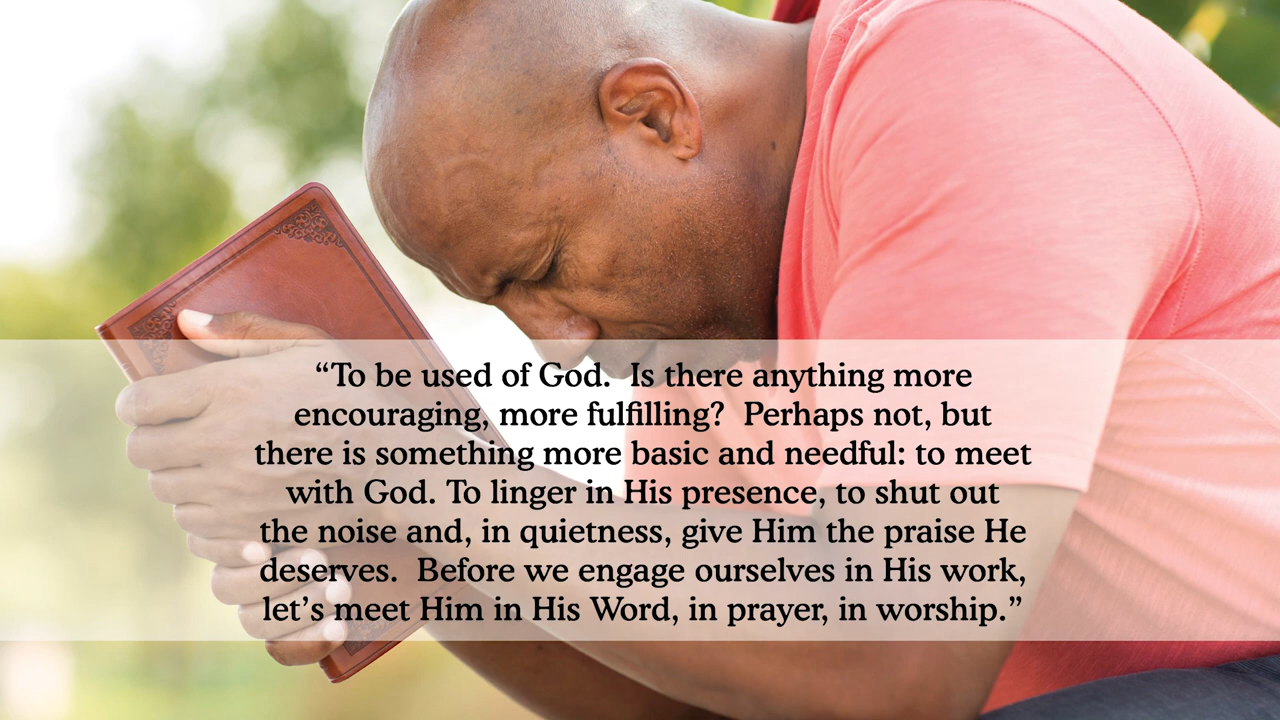 “To be used of God.  Is there anything more
encouraging, more fulfilling?  Perhaps not, but
there is something more basic and needful: to meet
with God. To linger in His presence, to shut out
the noise and, in quietness, give Him the praise He
deserves.  Before we engage ourselves in His work,
let’s meet Him in His Word, in prayer, in worship.”